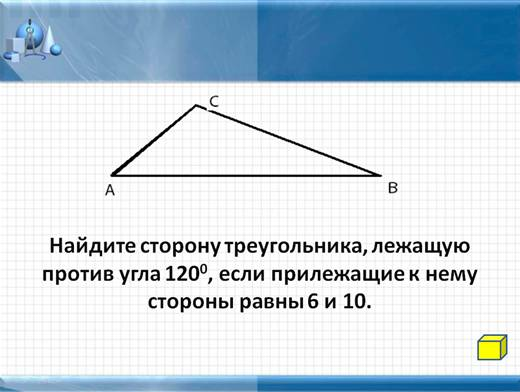 C
A
B
Найдите сторону треугольника, лежащую
против угла 120⁰, если прилежащие к нему
стороны равны 6 и 10.